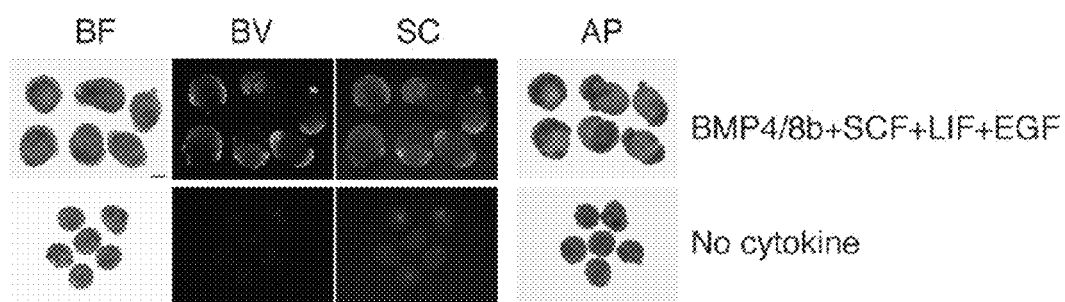 BF BV SC AP
BMP4/8b+SCF+LIF+EGF
No cytokine